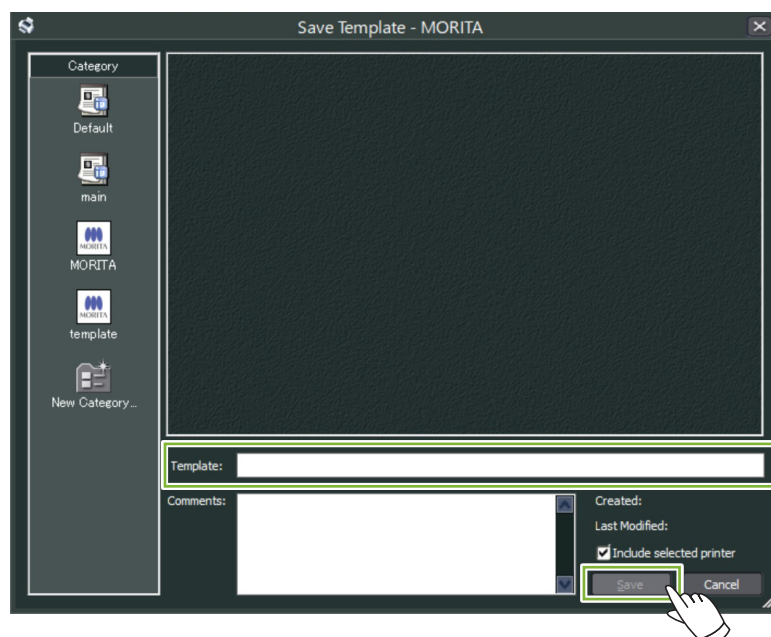 Save Template - MORITA
Category
Default
main
MORITA
MORITA
MORITA
template
New Category...
Template:
Comments:
Created:
Last Modified:
Include selected printer
Save
Cancel